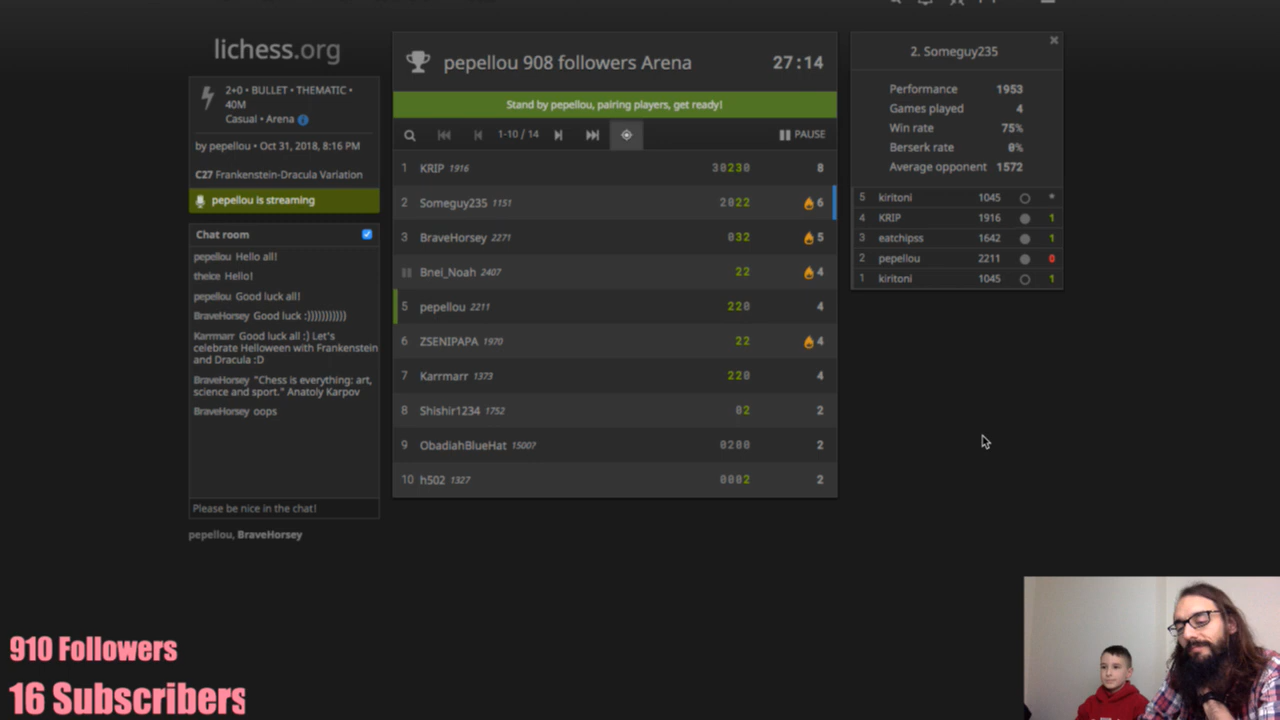 lichess.org
2+0 • BULLET • THEMATIC •
40M
Casual • Arena
by pepellou • Oct 31, 2018, 8:16 PM
C27 Frankenstein-Dracula Variation
pepellou is streaming
Chat room
pepellou Hello all!
theice Hello!
pepellou Good luck all!
BraveHorsey Good luck :)))))))))))
Karrmarr Good luck all :) Let's
celebrate Helloween with Frankenstein
and Dracula :D
BraveHorsey "Chess is everything: art,
science and sport." Anatoly Karpov
BraveHorsey oops
Please be nice in the chat!
pepellou, BraveHorsey
pepellou 908 followers Arena 27:14
Stand by pepellou, pairing players, get ready!
1-10 / 14 PAUSE
1 KRIP 1916 30230 8
2 Someguy235 1151 2022 6
3 BraveHorsey 2271 032 5
Bnei_Noah 2407 22 4
5 pepellou 2211 220 4
6 ZSENIPAPA 1970 22 4
7 Karrmarr 1373 220 4
8 Shishir1234 1752 02 2
9 ObadiahBlueHat 1500? 0200 2
10 h502 1327 0002 2
2. Someguy235
Performance 1953
Games played 4
Win rate 75%
Berserk rate 0%
Average opponent 1572
5 kiritoni 1045 *
4 KRIP 1916 1
3 eatchipss 1642 1
2 pepellou 2211 0
1 kiritoni 1045 1
910 Followers
16 Subscribers